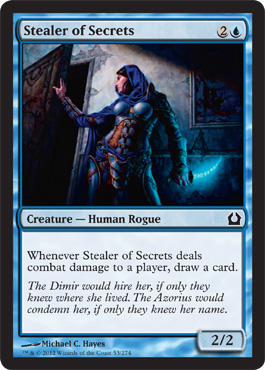 Stealer of Secrets 2
Creature — Human Rogue
Whenever Stealer of Secrets deals
combat damage to a player, draw a card.
The Dimir would hire her, if only they
knew where she lived. The Azorius would
condemn her, if only they knew her name.
2/2
Michael C. Hayes
™ & © 2012 Wizards of the Coast 53/274